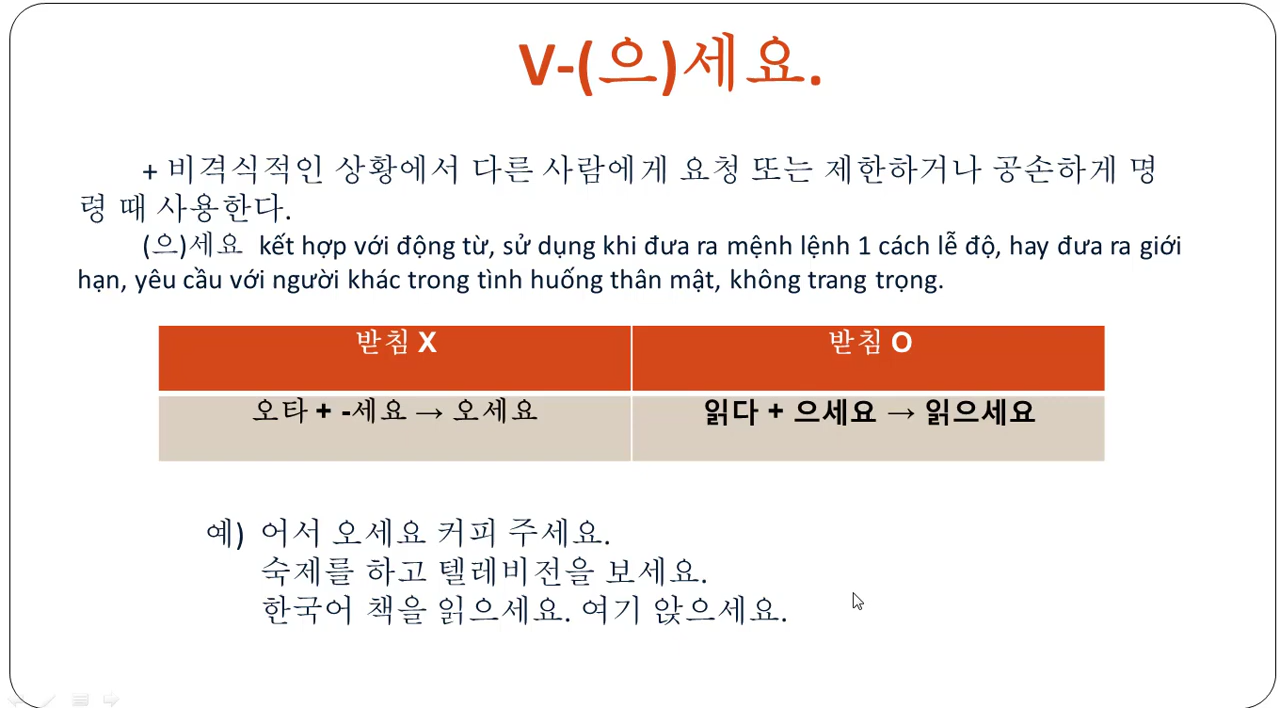 V-(으)세요.
+ 비격식적인 상황에서 다른 사람에게 요청 또는 제한하거나 공손하게 명
령 때 사용한다.
(으)세요 kết hợp với động từ, sử dụng khi đưa ra mệnh lệnh 1 cách lễ độ, hay đưa ra giới
hạn, yêu cầu với người khác trong tình huống thân mật, không trang trọng.
받침 X
받침 O
오타 + -세요 → 오세요
읽다 + 으세요 → 읽으세요
예) 어서 오세요 커피 주세요.
숙제를 하고 텔레비전을 보세요.
한국어 책을 읽으세요. 여기 앉으세요.